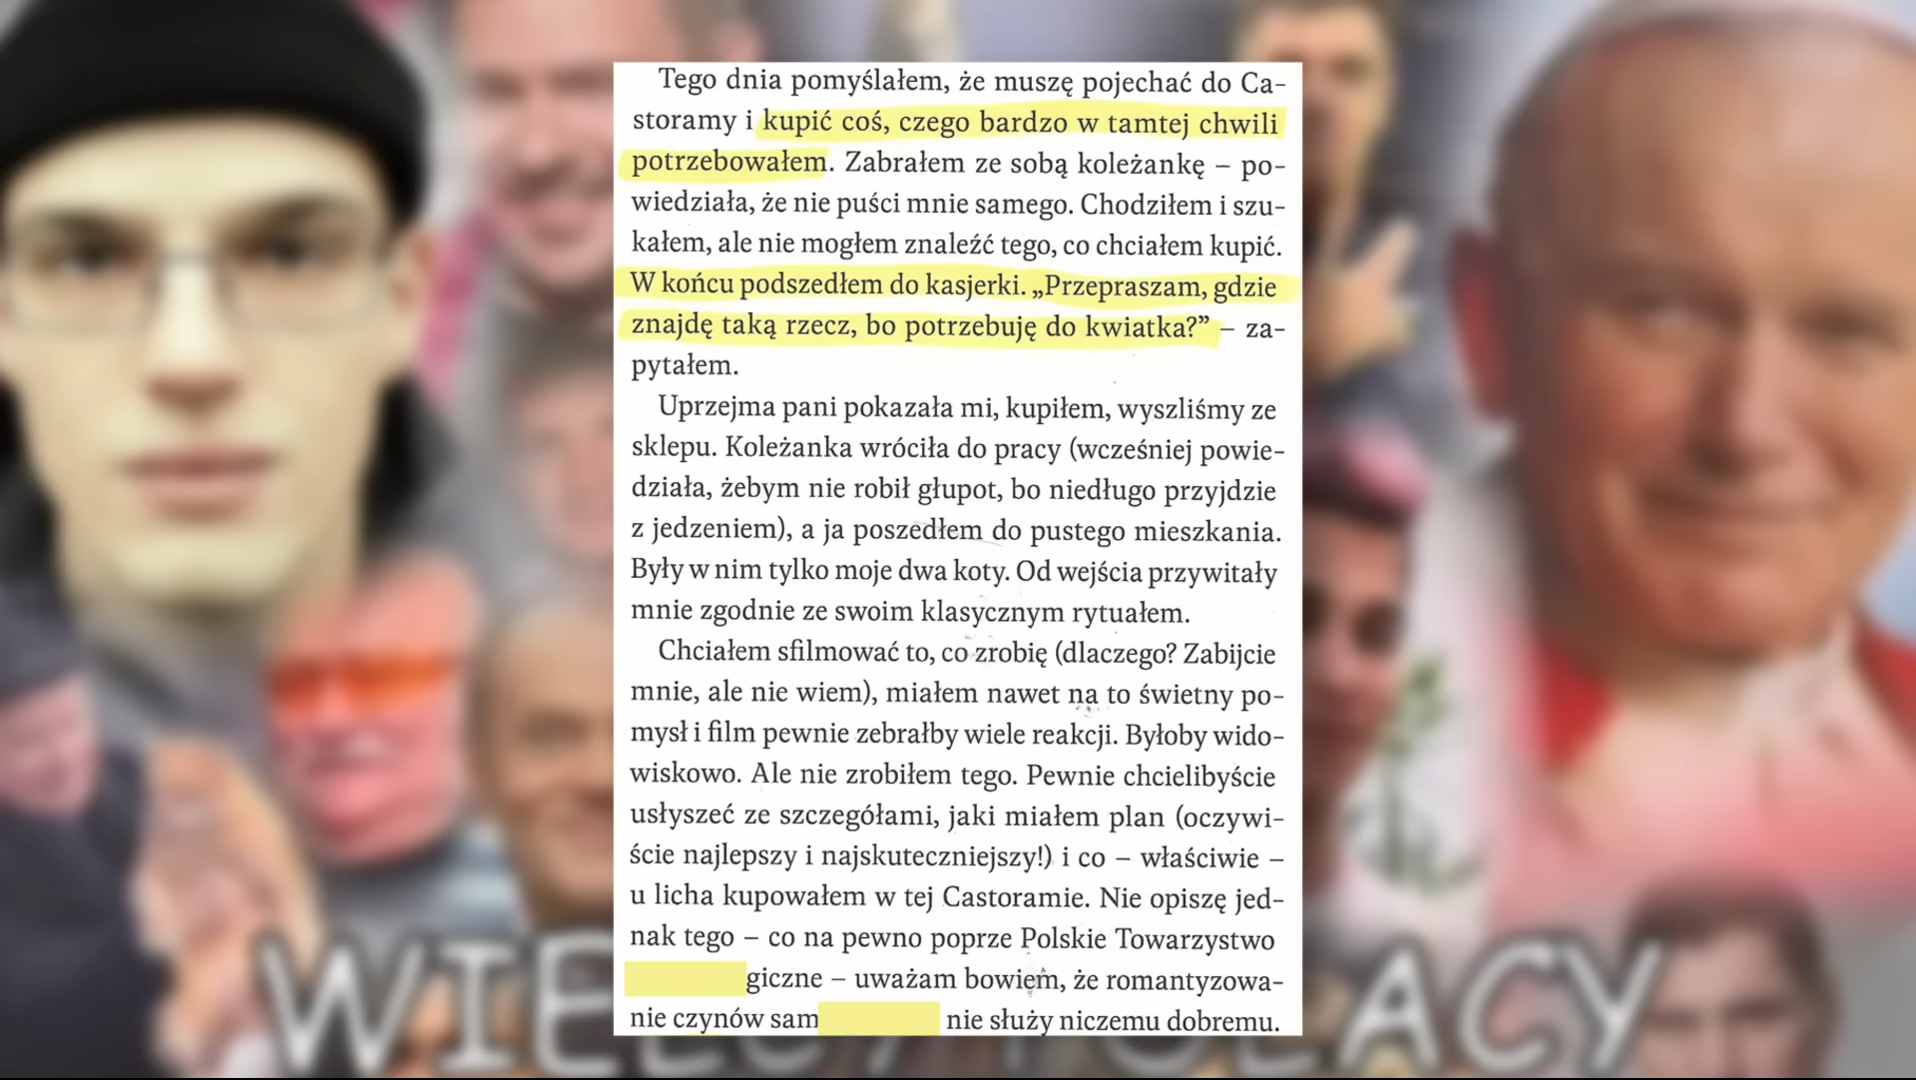 Tego dnia pomyślałem, że muszę pojechać do Ca-
storamy i kupić coś, czego bardzo w tamtej chwili
potrzebowałem. Zabrałem ze sobą koleżankę – po-
wiedziała, że nie puści mnie samego. Chodziłem i szu-
kałem, ale nie mogłem znaleźć tego, co chciałem kupić.
W końcu podszedłem do kasjerki. „Przepraszam, gdzie
znajdę taką rzecz, bo potrzebuję do kwiatka?” – za-
pytałem.
Uprzejma pani pokazała mi, kupiłem, wyszliśmy ze
sklepu. Koleżanka wróciła do pracy (wcześniej powie-
działa, żebym nie robił głupot, bo niedługo przyjdzie
z jedzeniem), a ja poszedłem do pustego mieszkania.
Były w nim tylko moje dwa koty. Od wejścia przywitały
mnie zgodnie ze swoim klasycznym rytuałem.
Chciałem sfilmować to, co zrobię (dlaczego? Zabijcie
mnie, ale nie wiem), miałem nawet na to świetny po-
mysł i film pewnie zebrałby wiele reakcji. Byłoby wido-
wiskowo. Ale nie zrobiłem tego. Pewnie chcielibyście
usłyszeć ze szczegółami, jaki miałem plan (oczywi-
ście najlepszy i najskuteczniejszy!) i co – właściwie –
u licha kupowałem w tej Castoramie. Nie opiszę jed-
nak tego – co na pewno poprze Polskie Towarzystwo
giczne – uważam bowiem, że romantyzowa-
nie czynów sam nie służy niczemu dobremu.